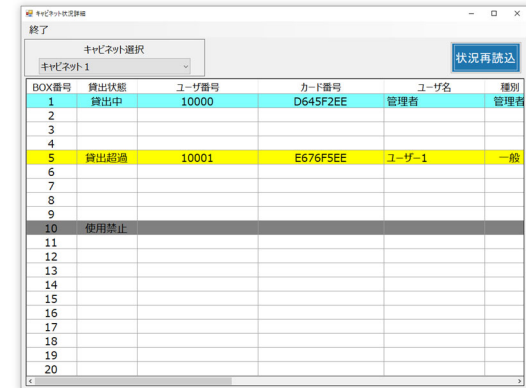 キャビネット状況詳細
終了
キャビネット選択
キャビネット 1
状況再読込
BOX番号 貸出状態 ユーザ番号 カード番号 ユーザ名 種別
1 貸出中 10000 D645F2EE 管理者 管理者
2
3
4
5 貸出超過 10001 E676F5EE ユーザー1 一般
6
7
8
9
10 使用禁止
11
12
13
14
15
16
17
18
19
20